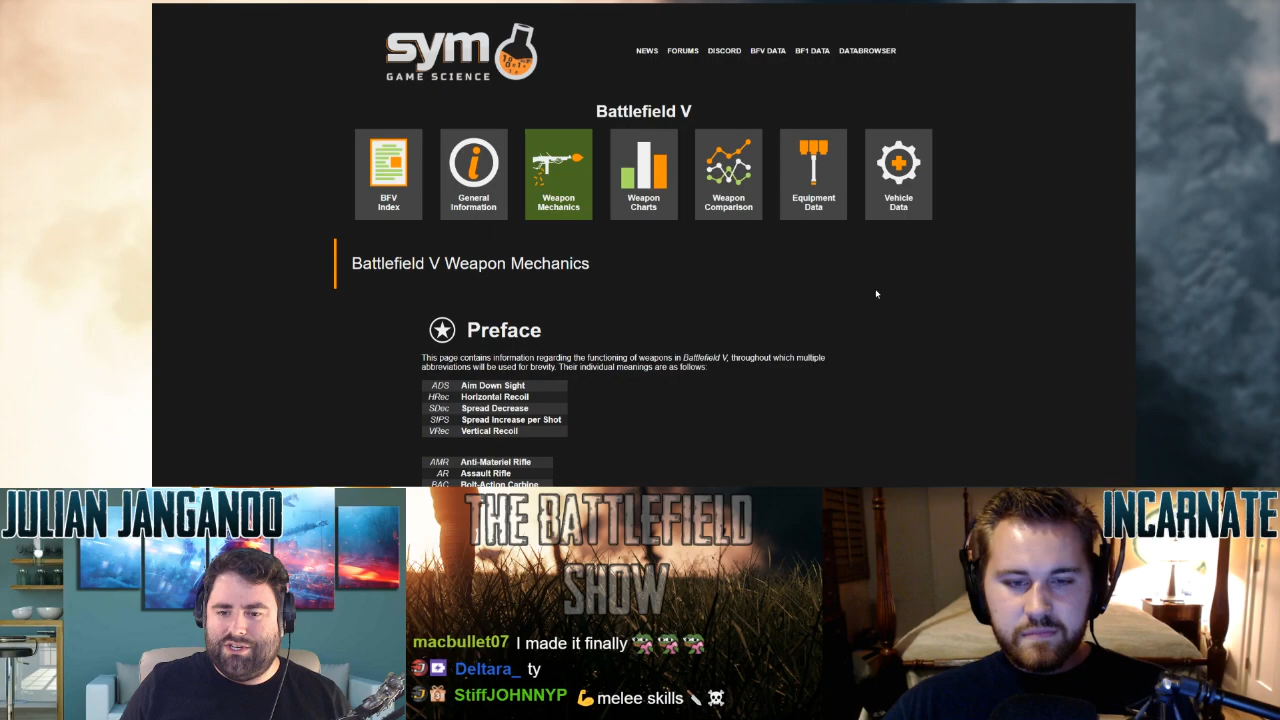 sym
GAME SCIENCE
NEWS FORUMS DISCORD BFV DATA BF1 DATA DATABROWSER
Battlefield V
BFV
Index
General
Information
Weapon
Mechanics
Weapon
Charts
Weapon
Comparison
Equipment
Data
Vehicle
Data
Battlefield V Weapon Mechanics
Preface
This page contains information regarding the functioning of weapons in Battlefield V, throughout which multiple
abbreviations will be used for brevity. Their individual meanings are as follows:
ADS Aim Down Sight
HRec Horizontal Recoil
SDec Spread Decrease
SIPS Spread Increase per Shot
VRec Vertical Recoil
AMR Anti-Materiel Rifle
AR Assault Rifle
BAC Bolt-Action Carbine
JULIAN JANGANOO
THE BATTLEFIELD
SHOW
INCARNATE
macbullet07 I made it finally
Deltara_ ty
StiffJOHNNYP 💪melee skills 🔪☠